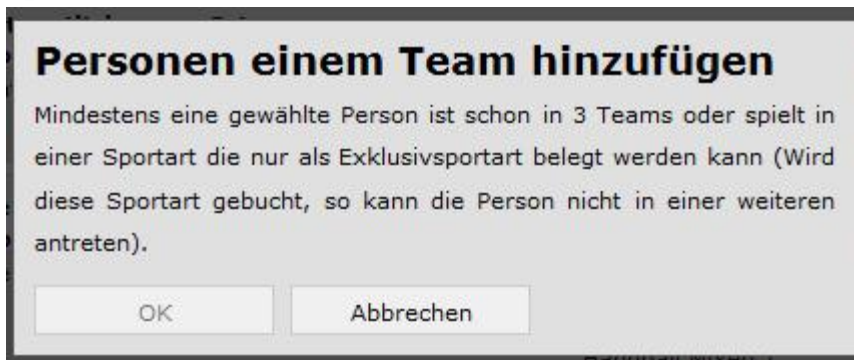 Personen einem Team hinzufügen
Mindestens eine gewählte Person ist schon in 3 Teams oder spielt in
einer Sportart die nur als Exklusivsportart belegt werden kann (Wird
diese Sportart gebucht, so kann die Person nicht in einer weiteren
antreten).
OK Abbrechen